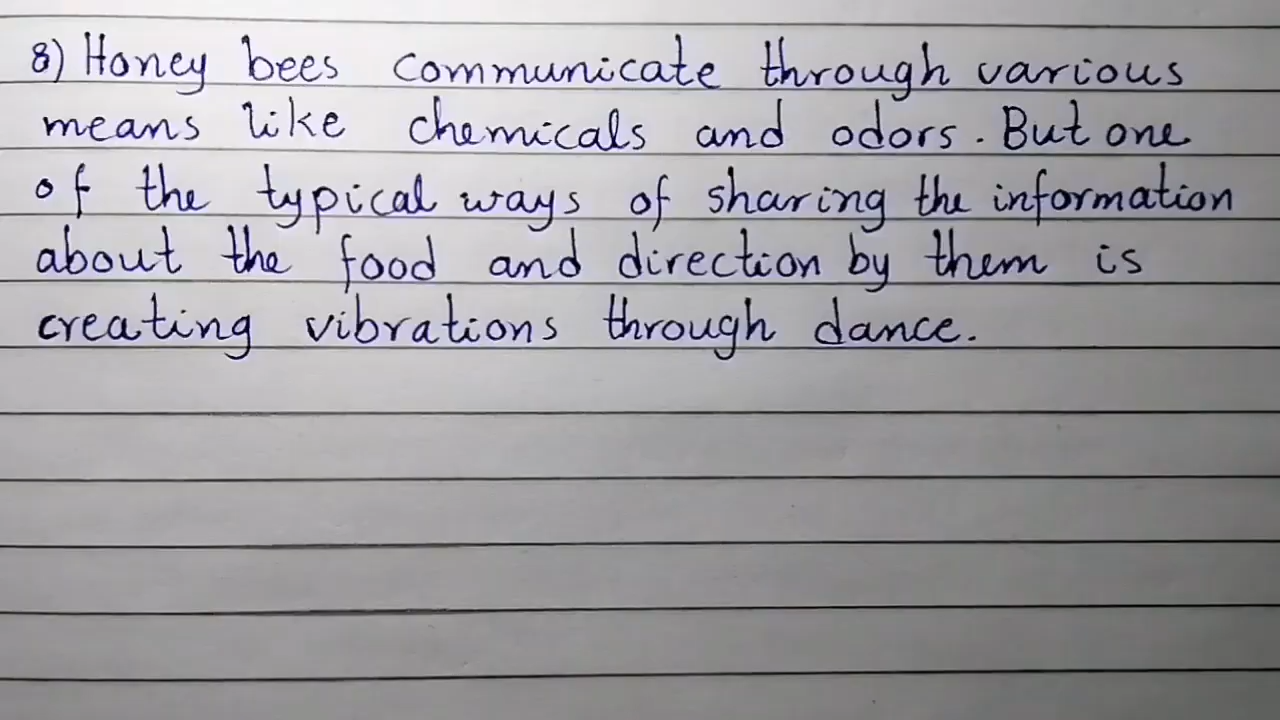 8) Honey bees communicate through various
means like chemicals and odors. But one
of the typical ways of sharing the information
about the food and direction by them is
creating vibrations through dance.